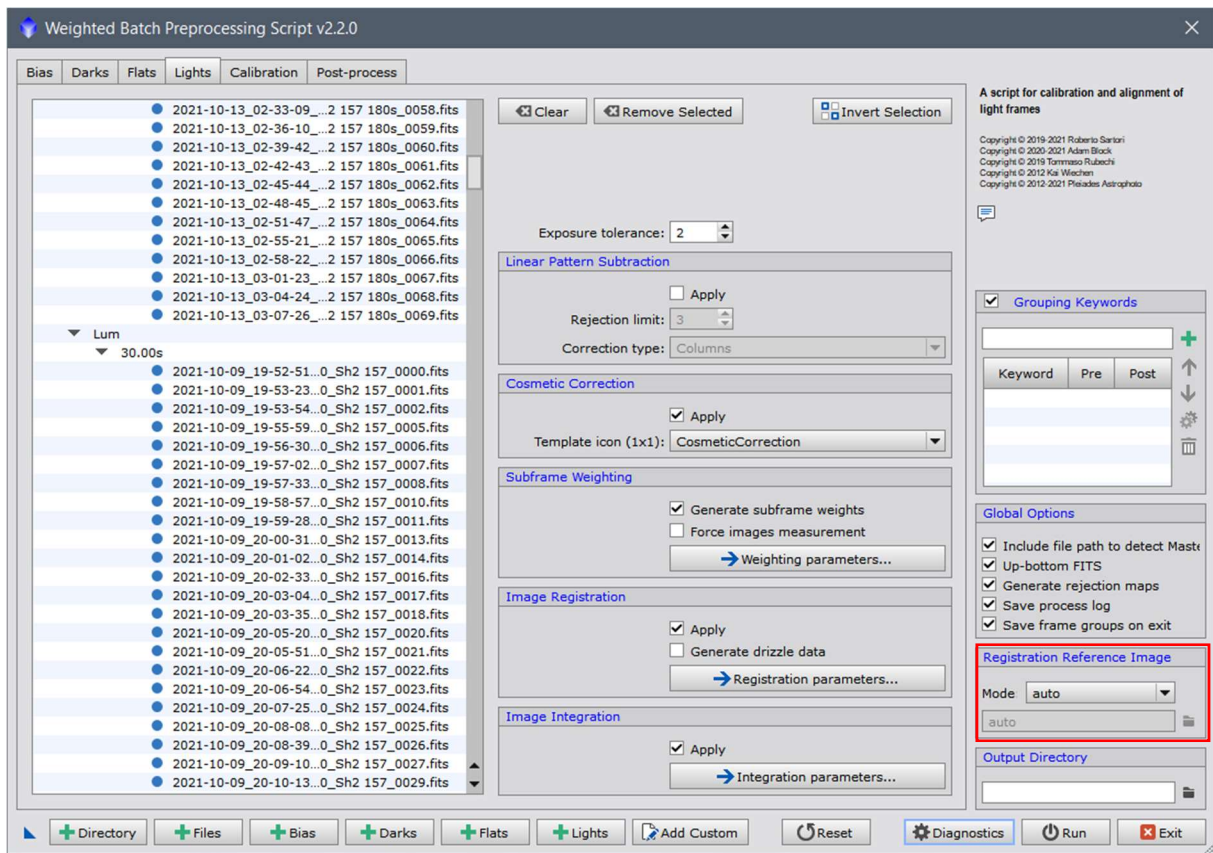 Weighted Batch Preprocessing Script v2.2.0
Bias Darks Flats Lights Calibration Post-process
2021-10-13_02-33-09_...2 157 180s_0058.fits
2021-10-13_02-36-10_...2 157 180s_0059.fits
2021-10-13_02-39-42_...2 157 180s_0060.fits
2021-10-13_02-42-43_...2 157 180s_0061.fits
2021-10-13_02-45-44_...2 157 180s_0062.fits
2021-10-13_02-48-45_...2 157 180s_0063.fits
2021-10-13_02-51-47_...2 157 180s_0064.fits
2021-10-13_02-55-21_...2 157 180s_0065.fits
2021-10-13_02-58-22_...2 157 180s_0066.fits
2021-10-13_03-01-23_...2 157 180s_0067.fits
2021-10-13_03-04-24_...2 157 180s_0068.fits
2021-10-13_03-07-26_...2 157 180s_0069.fits
Lum
30.00s
2021-10-09_19-52-51...0_Sh2 157_0000.fits
2021-10-09_19-53-23...0_Sh2 157_0001.fits
2021-10-09_19-53-54...0_Sh2 157_0002.fits
2021-10-09_19-55-59...0_Sh2 157_0005.fits
2021-10-09_19-56-30...0_Sh2 157_0006.fits
2021-10-09_19-57-02...0_Sh2 157_0007.fits
2021-10-09_19-57-33...0_Sh2 157_0008.fits
2021-10-09_19-58-57...0_Sh2 157_0010.fits
2021-10-09_19-59-28...0_Sh2 157_0011.fits
2021-10-09_20-00-31...0_Sh2 157_0013.fits
2021-10-09_20-01-02...0_Sh2 157_0014.fits
2021-10-09_20-02-33...0_Sh2 157_0016.fits
2021-10-09_20-03-04...0_Sh2 157_0017.fits
2021-10-09_20-03-35...0_Sh2 157_0018.fits
2021-10-09_20-05-20...0_Sh2 157_0020.fits
2021-10-09_20-05-51...0_Sh2 157_0021.fits
2021-10-09_20-06-22...0_Sh2 157_0022.fits
2021-10-09_20-06-54...0_Sh2 157_0023.fits
2021-10-09_20-07-25...0_Sh2 157_0024.fits
2021-10-09_20-08-08...0_Sh2 157_0025.fits
2021-10-09_20-08-39...0_Sh2 157_0026.fits
2021-10-09_20-09-10...0_Sh2 157_0027.fits
2021-10-09_20-10-13...0_Sh2 157_0029.fits
Clear Remove Selected Invert Selection
Exposure tolerance: 2
Linear Pattern Subtraction
Apply
Rejection limit: 3
Correction type: Columns
Cosmetic Correction
Apply
Template icon (1x1): CosmeticCorrection
Subframe Weighting
Generate subframe weights
Force images measurement
Weighting parameters...
Image Registration
Apply
Generate drizzle data
Registration parameters...
Image Integration
Apply
Integration parameters...
A script for calibration and alignment of
light frames
Copyright © 2019-2021 Roberto Sartori
Copyright © 2020-2021 Adam Block
Copyright © 2019 Tommaso Rubechi
Copyright © 2012 Kai Wiechen
Copyright © 2012-2021 Pleiades Astrophoto
Grouping Keywords
Keyword Pre Post
Global Options
Include file path to detect Maste
Up-bottom FITS
Generate rejection maps
Save process log
Save frame groups on exit
Registration Reference Image
Mode auto
auto
Output Directory
Directory Files Bias Darks Flats Lights Add Custom Reset Diagnostics Run Exit